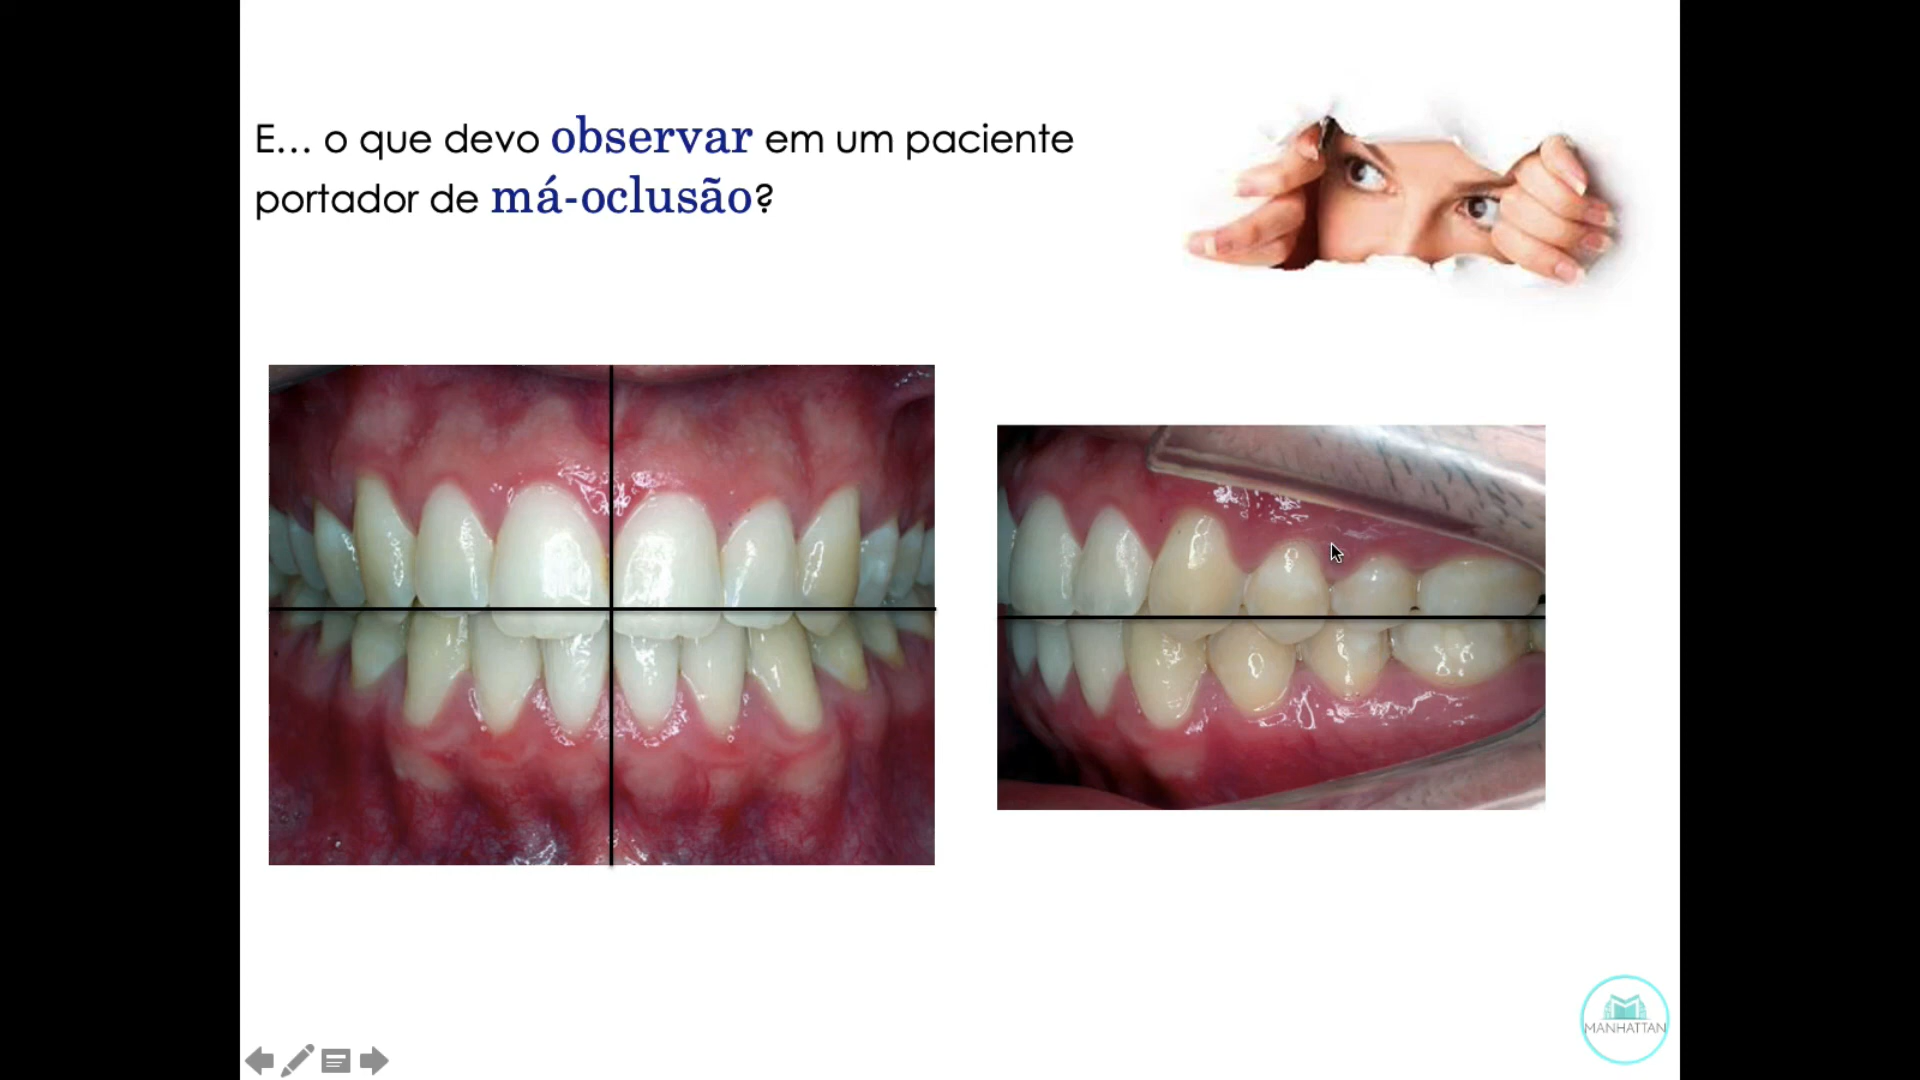 E... o que devo observar em um paciente
portador de má-oclusão?
MANHATTAN